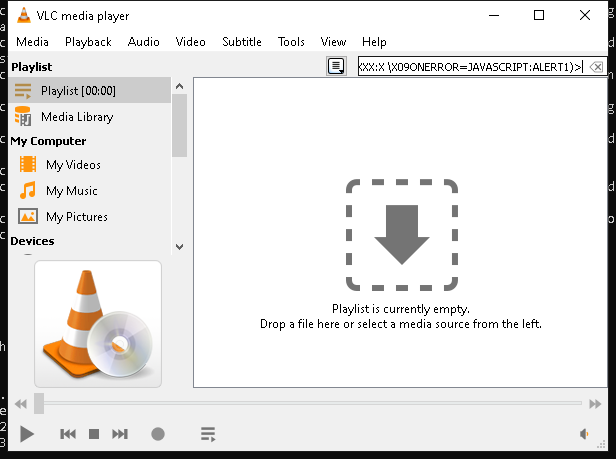 VLC media player
Media Playback Audio Video Subtitle Tools View Help
Playlist
XX:X \X09ONERROR=JAVASCRIPT:ALERT1)>
Playlist [00:00]
Media Library
My Computer
My Videos
My Music
My Pictures
Devices
Playlist is currently empty.
Drop a file here or select a media source from the left.